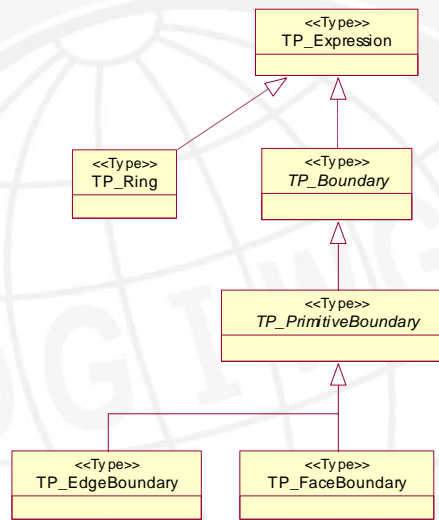 <<Type>>
TP_Expression
<<Type>>
TP_Ring
<<Type>>
TP_Boundary
<<Type>>
TP_PrimitiveBoundary
<<Type>>
TP_EdgeBoundary
<<Type>>
TP_FaceBoundary